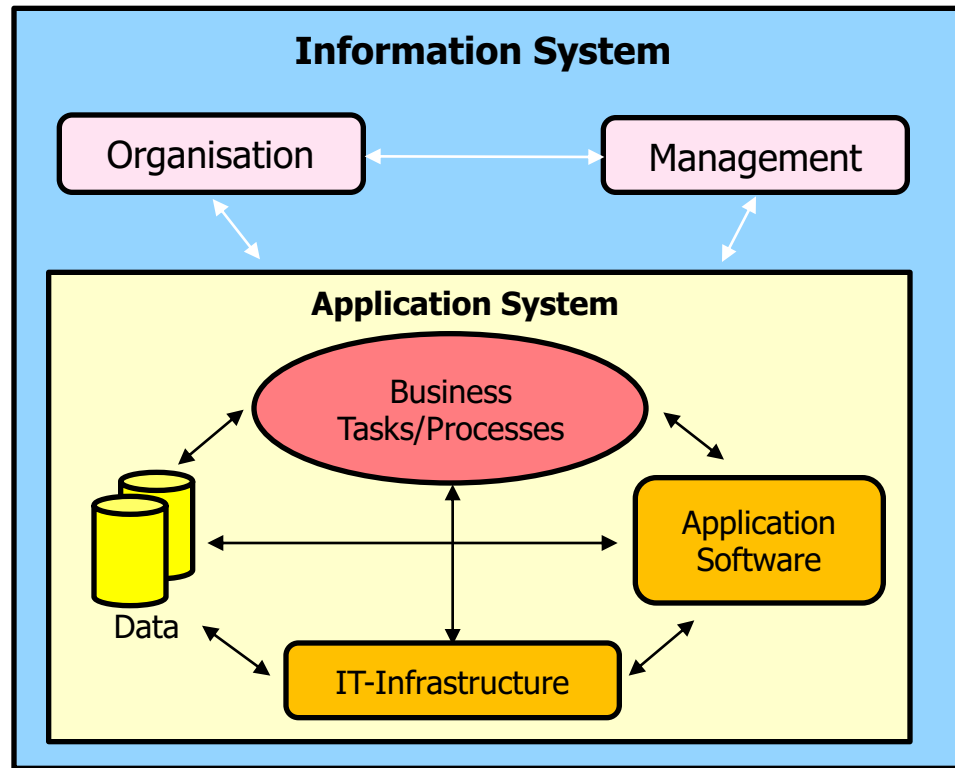 Information System
Organisation
Management
Application System
Business
Tasks/Processes
Application
Software
Data
IT-Infrastructure